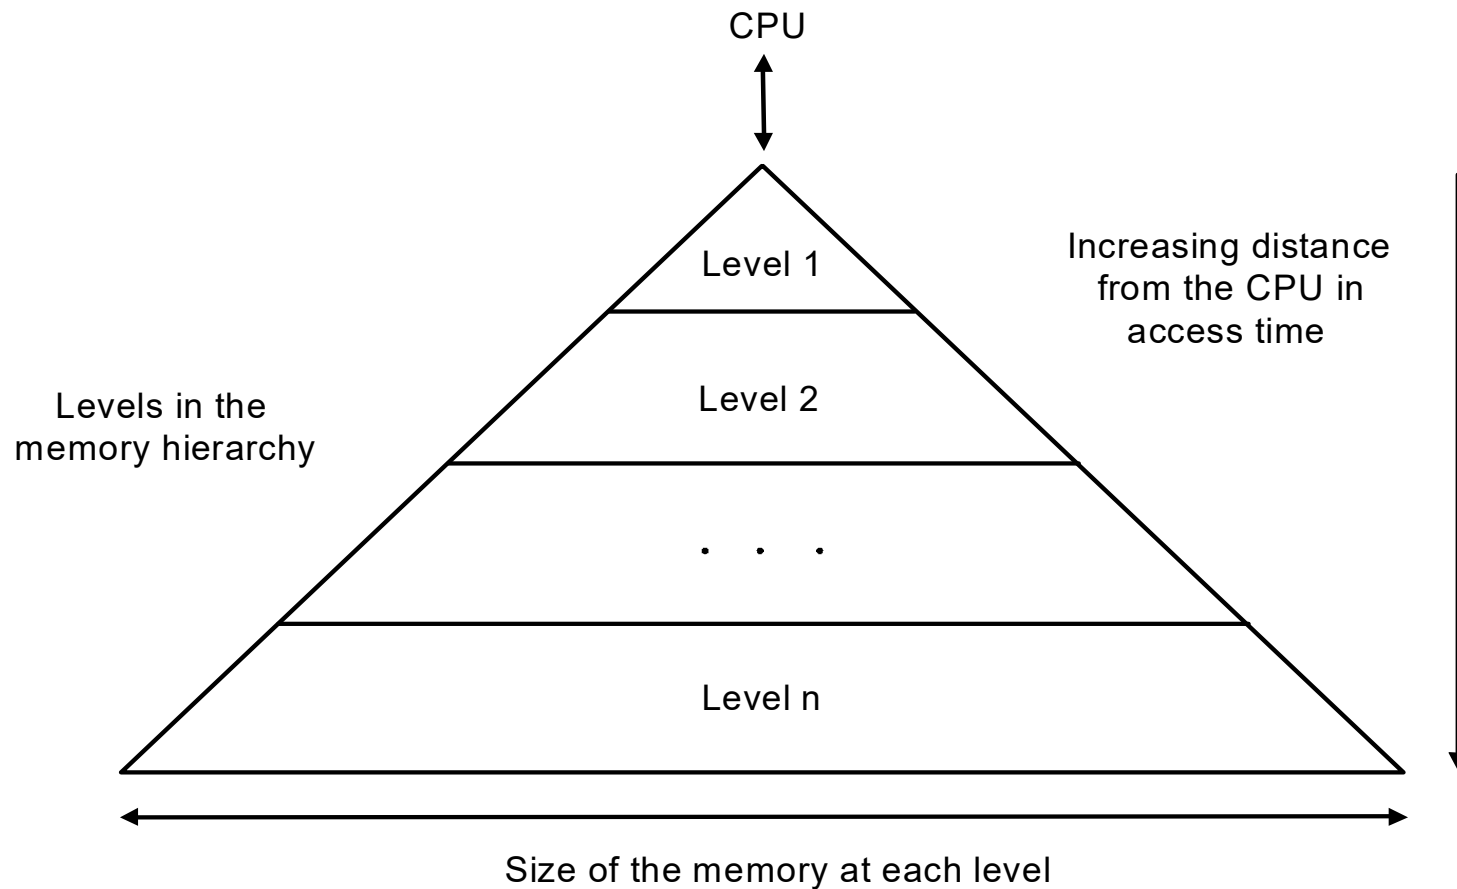 CPU
Level 1
Increasing distance
from the CPU in
access time
Level 2
Levels in the
memory hierarchy
. . .
Level n
Size of the memory at each level